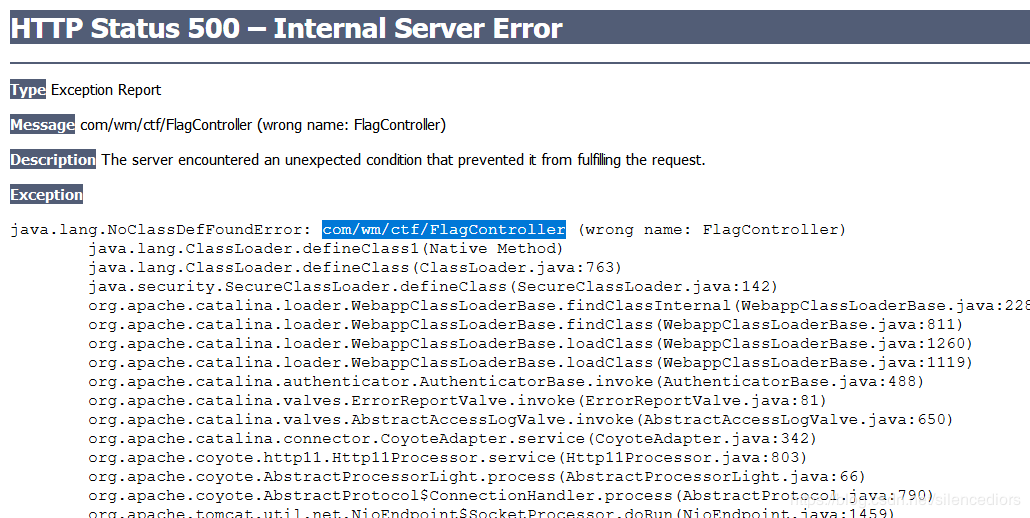 HTTP Status 500 – Internal Server Error
Type Exception Report
Message com/wm/ctf/FlagController (wrong name: FlagController)
Description The server encountered an unexpected condition that prevented it from fulfilling the request.
Exception
java.lang.NoClassDefFoundError: com/wm/ctf/FlagController (wrong name: FlagController)
java.lang.ClassLoader.defineClass1(Native Method)
java.lang.ClassLoader.defineClass(ClassLoader.java:763)
java.security.SecureClassLoader.defineClass(SecureClassLoader.java:142)
org.apache.catalina.loader.WebappClassLoaderBase.findClassInternal(WebappClassLoaderBase.java:228
org.apache.catalina.loader.WebappClassLoaderBase.findClass(WebappClassLoaderBase.java:811)
org.apache.catalina.loader.WebappClassLoaderBase.loadClass(WebappClassLoaderBase.java:1260)
org.apache.catalina.loader.WebappClassLoaderBase.loadClass(WebappClassLoaderBase.java:1119)
org.apache.catalina.authenticator.AuthenticatorBase.invoke(AuthenticatorBase.java:488)
org.apache.catalina.valves.ErrorReportValve.invoke(ErrorReportValve.java:81)
org.apache.catalina.valves.AbstractAccessLogValve.invoke(AbstractAccessLogValve.java:650)
org.apache.catalina.connector.CoyoteAdapter.service(CoyoteAdapter.java:342)
org.apache.coyote.http11.Http11Processor.service(Http11Processor.java:803)
org.apache.coyote.AbstractProcessorLight.process(AbstractProcessorLight.java:66)
org.apache.coyote.AbstractProtocol$ConnectionHandler.process(AbstractProtocol.java:790)
org.apache.tomcat.util.net.NioEndpoint$SocketProcessor.doRun(NioEndpoint.java:1459)